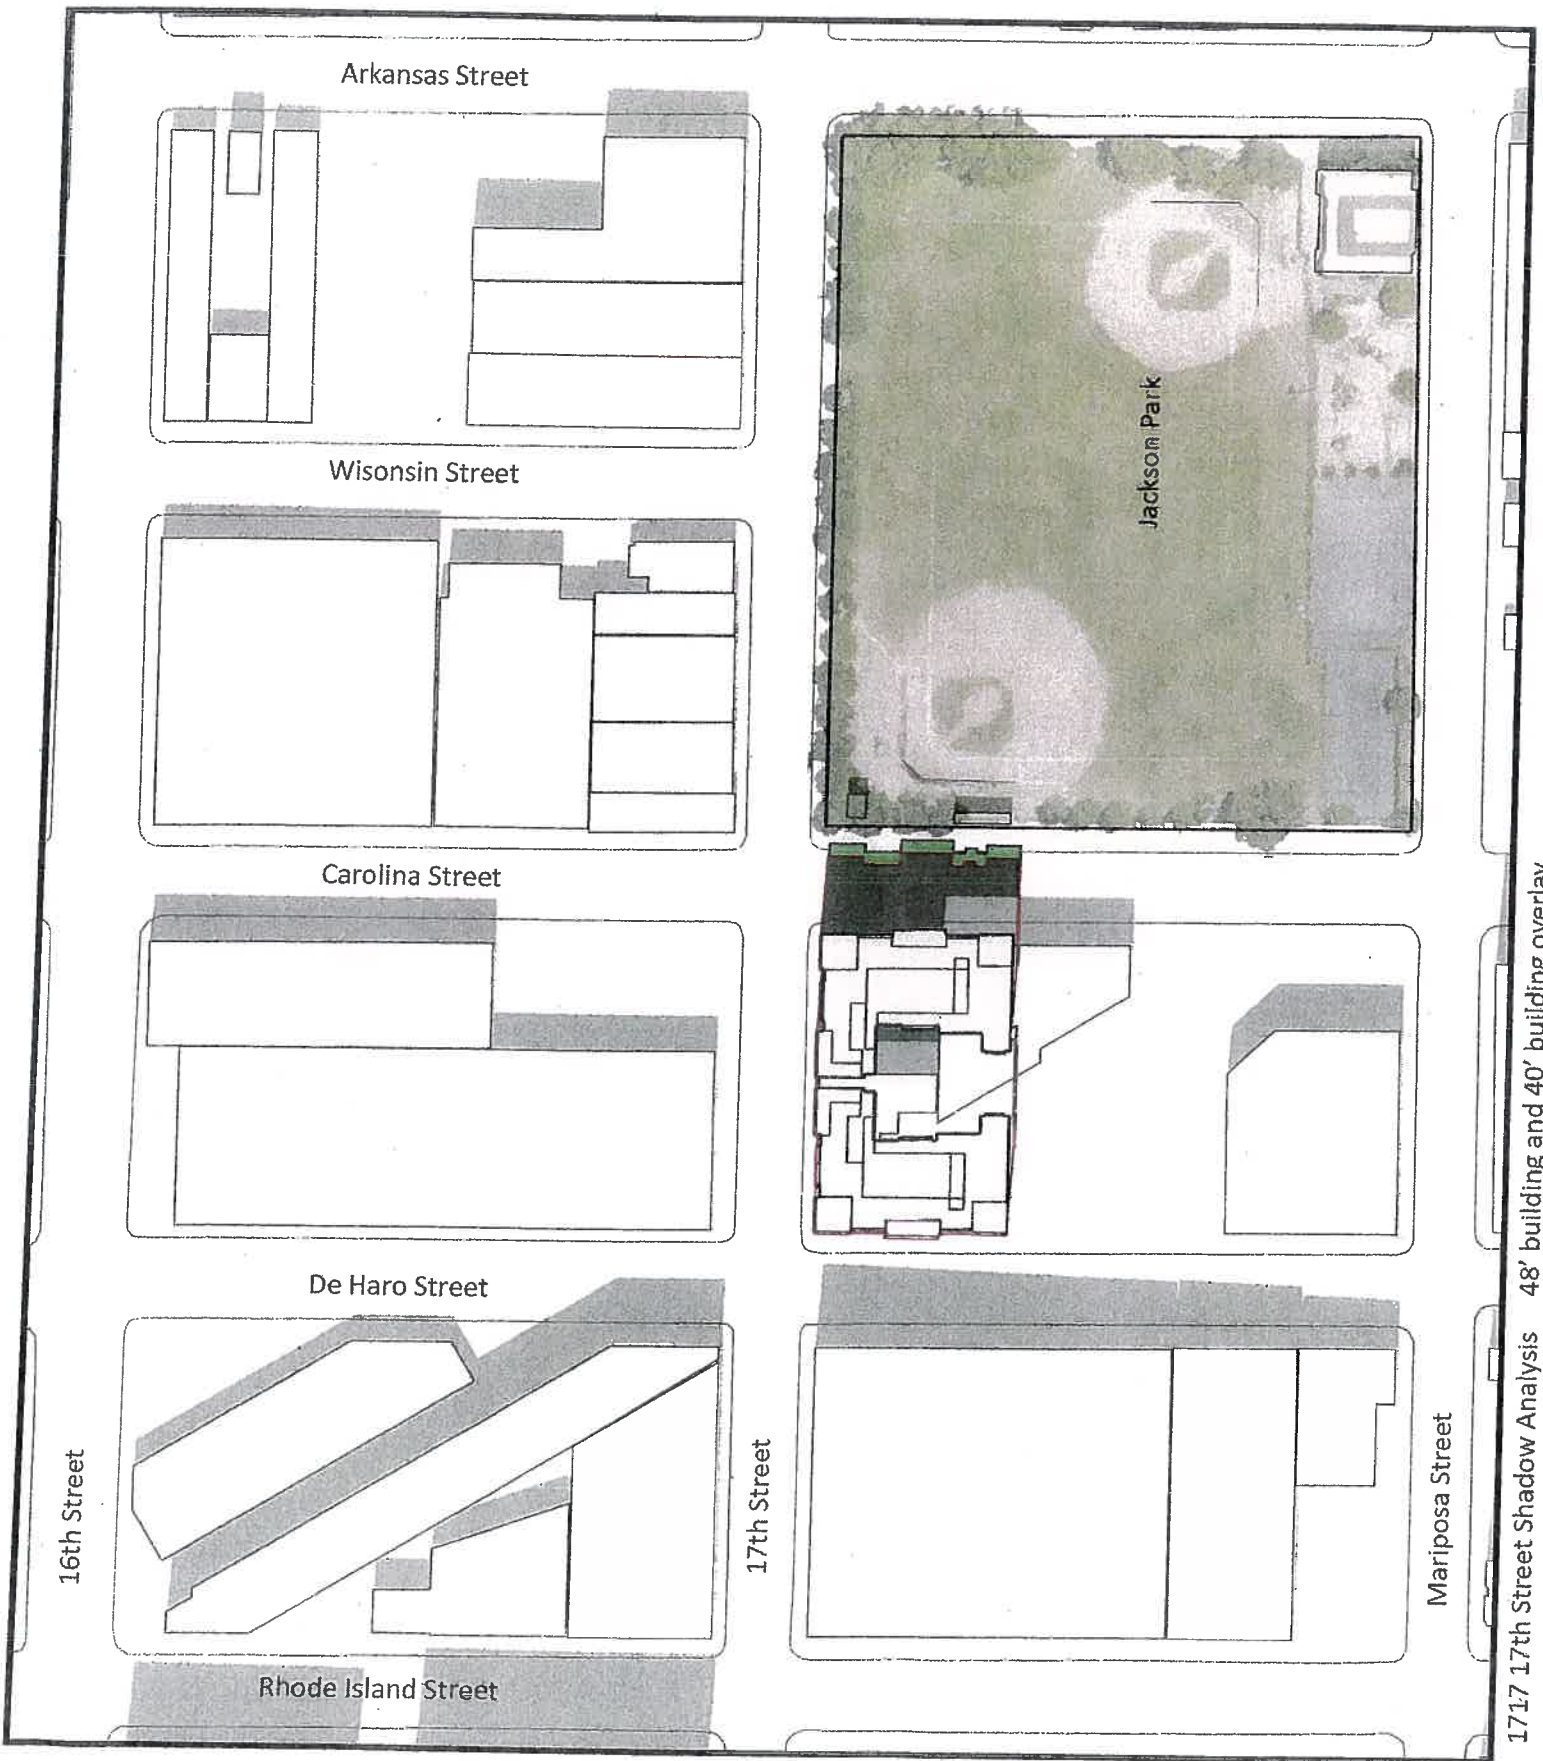 Arkansas Street
Wisonsin Street
Jackson Park
Carolina Street
De Haro Street
16th Street
17th Street
Mariposa Street
Rhode Island Street
1717 17th Street Shadow Analysis 48' building and 40' building overlay